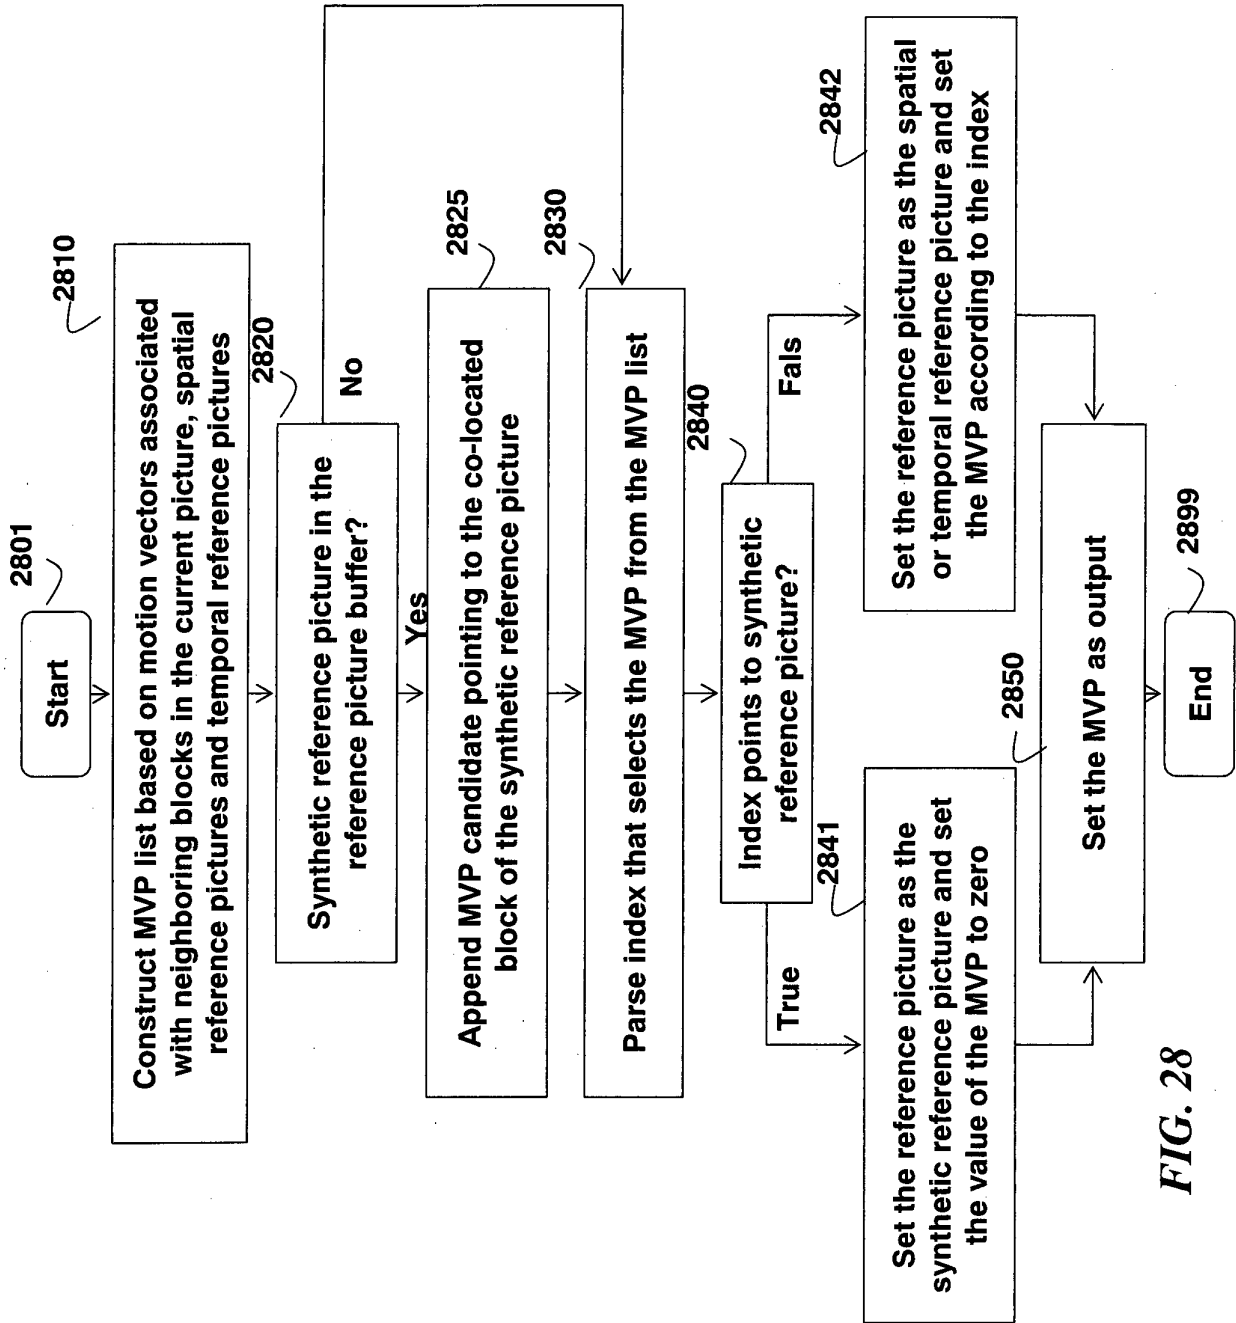 2801
Start
2810
Construct MVP list based on motion vectors associated
with neighboring blocks in the current picture, spatial
reference pictures and temporal reference pictures
2820
Synthetic reference picture in the
reference picture buffer?
No
Yes
2825
Append MVP candidate pointing to the co-located
block of the synthetic reference picture
2830
Parse index that selects the MVP from the MVP list
2840
Index points to synthetic
reference picture?
True
Fals
2841
Set the reference picture as the
synthetic reference picture and set
the value of the MVP to zero
2842
Set the reference picture as the spatial
or temporal reference picture and set
the MVP according to the index
2850
Set the MVP as output
2899
End
FIG. 28